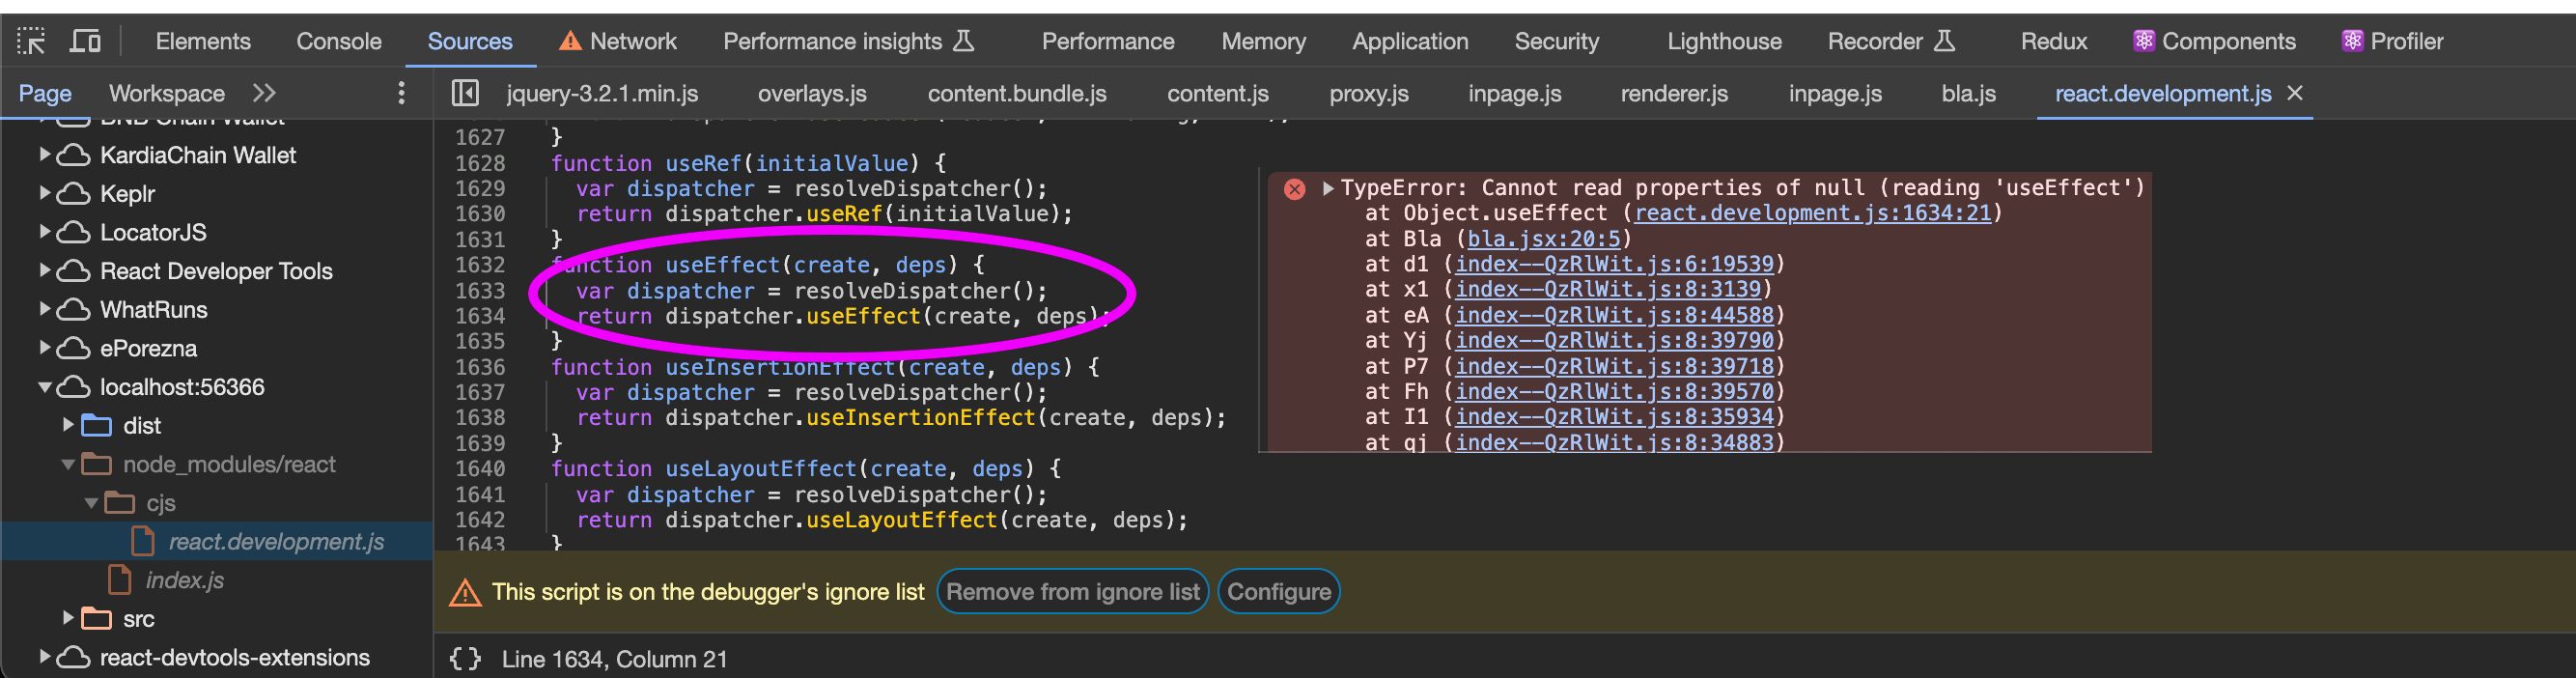 Elements Console Sources Network Performance insights Performance Memory Application Security Lighthouse Recorder Redux Components Profiler
Page Workspace
jquery-3.2.1.min.js overlays.js content.bundle.js content.js proxy.js inpage.js renderer.js inpage.js bla.js react.development.js
BNB Chain Wallet
KardiaChain Wallet
Keplr
LocatorJS
React Developer Tools
WhatRuns
ePorezna
localhost:56366
dist
node_modules/react
cjs
react.development.js
index.js
src
react-devtools-extensions
1627 }
1628 function useRef(initialValue) {
1629 var dispatcher = resolveDispatcher();
1630 return dispatcher.useRef(initialValue);
1631 }
1632 function useEffect(create, deps) {
1633 var dispatcher = resolveDispatcher();
1634 return dispatcher.useEffect(create, deps);
1635 }
1636 function useInsertionEffect(create, deps) {
1637 var dispatcher = resolveDispatcher();
1638 return dispatcher.useInsertionEffect(create, deps);
1639 }
1640 function useLayoutEffect(create, deps) {
1641 var dispatcher = resolveDispatcher();
1642 return dispatcher.useLayoutEffect(create, deps);
1643 }
TypeError: Cannot read properties of null (reading 'useEffect')
at Object.useEffect (react.development.js:1634:21)
at Bla (bla.jsx:20:5)
at d1 (index--QzRlWit.js:6:19539)
at x1 (index--QzRlWit.js:8:3139)
at eA (index--QzRlWit.js:8:44588)
at Yj (index--QzRlWit.js:8:39790)
at P7 (index--QzRlWit.js:8:39718)
at Fh (index--QzRlWit.js:8:39570)
at I1 (index--QzRlWit.js:8:35934)
at qj (index--QzRlWit.js:8:34883)
This script is on the debugger's ignore list Remove from ignore list Configure
{} Line 1634, Column 21